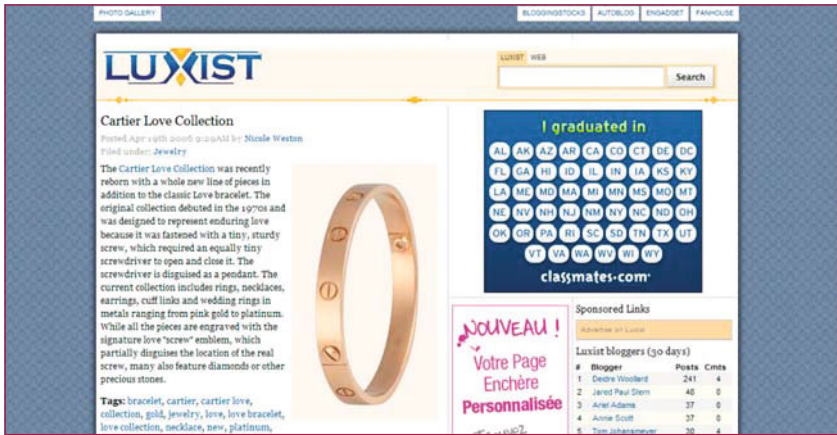 PHOTO GALLERY
BLOGGINGSTOCKS AUTOBLOG ENGADGET FANHOUSE
LUXIST
LUXIST WEB
Search
Cartier Love Collection
Posted Apr 19th 2006 9:29AM by Nicole Weston
Filed under: Jewelry
The Cartier Love Collection was recently
reborn with a whole new line of pieces in
addition to the classic Love bracelet. The
original collection debuted in the 1970s and
was designed to represent enduring love
because it was fastened with a tiny, sturdy
screw, which required an equally tiny
screwdriver to open and close it. The
screwdriver is disguised as a pendant. The
current collection includes rings, necklaces,
earrings, cuff links and wedding rings in
metals ranging from pink gold to platinum.
While all the pieces are engraved with the
signature love "screw" emblem, which
partially disguises the location of the real
screw, many also feature diamonds or other
precious stones.
Tags: bracelet, cartier, cartier love,
collection, gold, jewelry, love, love bracelet,
love collection, necklace, new, platinum,
I graduated in
AL AK AZ AR CA CO CT DE DC
FL GA HI ID IL IN IA KS KY
LA ME MD MA MI MN MS MO MT
NE NV NH NJ NM NY NC ND OH
OK OR PA RI SC SD TN TX UT
VT VA WA WV WI WY
classmates.com
NOUVEAU !
Votre Page
Enchère
Personnalisée
Sponsored Links
Advertise on Luxist
Luxist bloggers (30 days)
# Blogger Posts Cmts
1 Deidre Woollard 241 4
2 Jared Paul Stern 48 0
3 Ariel Adams 37 0
4 Annie Scott 37 0
5 Tom Johansmeyer 30 4